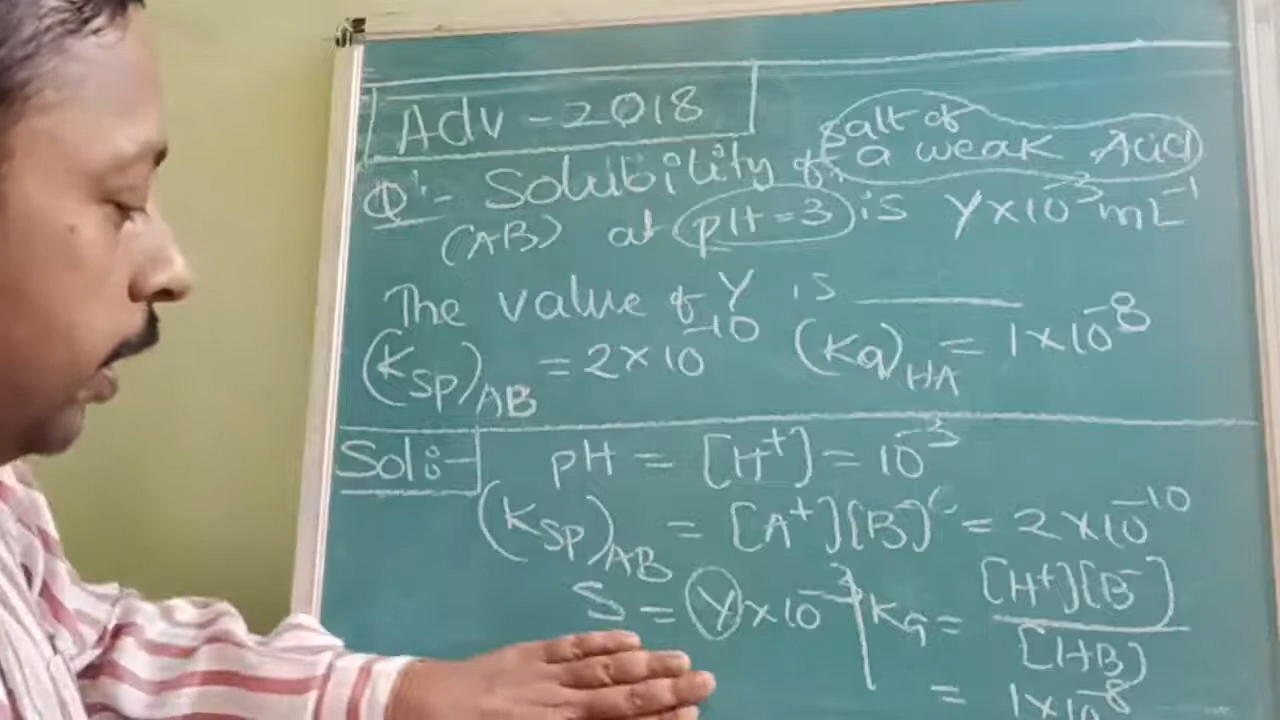 Adv - 2018
Q:- Solubility of salt of a weak Acid
(AB) at pH = 3 is Y×10⁻³ mL⁻¹
The value of Y is ______
(Ksp)AB = 2×10⁻¹⁰ (Ka)HA = 1×10⁻⁸
Sol:- pH = [H⁺] = 10⁻³
(Ksp)AB = [A⁺][B⁻] = 2×10⁻¹⁰
S = Y×10⁻³ | Ka = [H⁺][B⁻] / [HB]
= 1×10⁻⁸